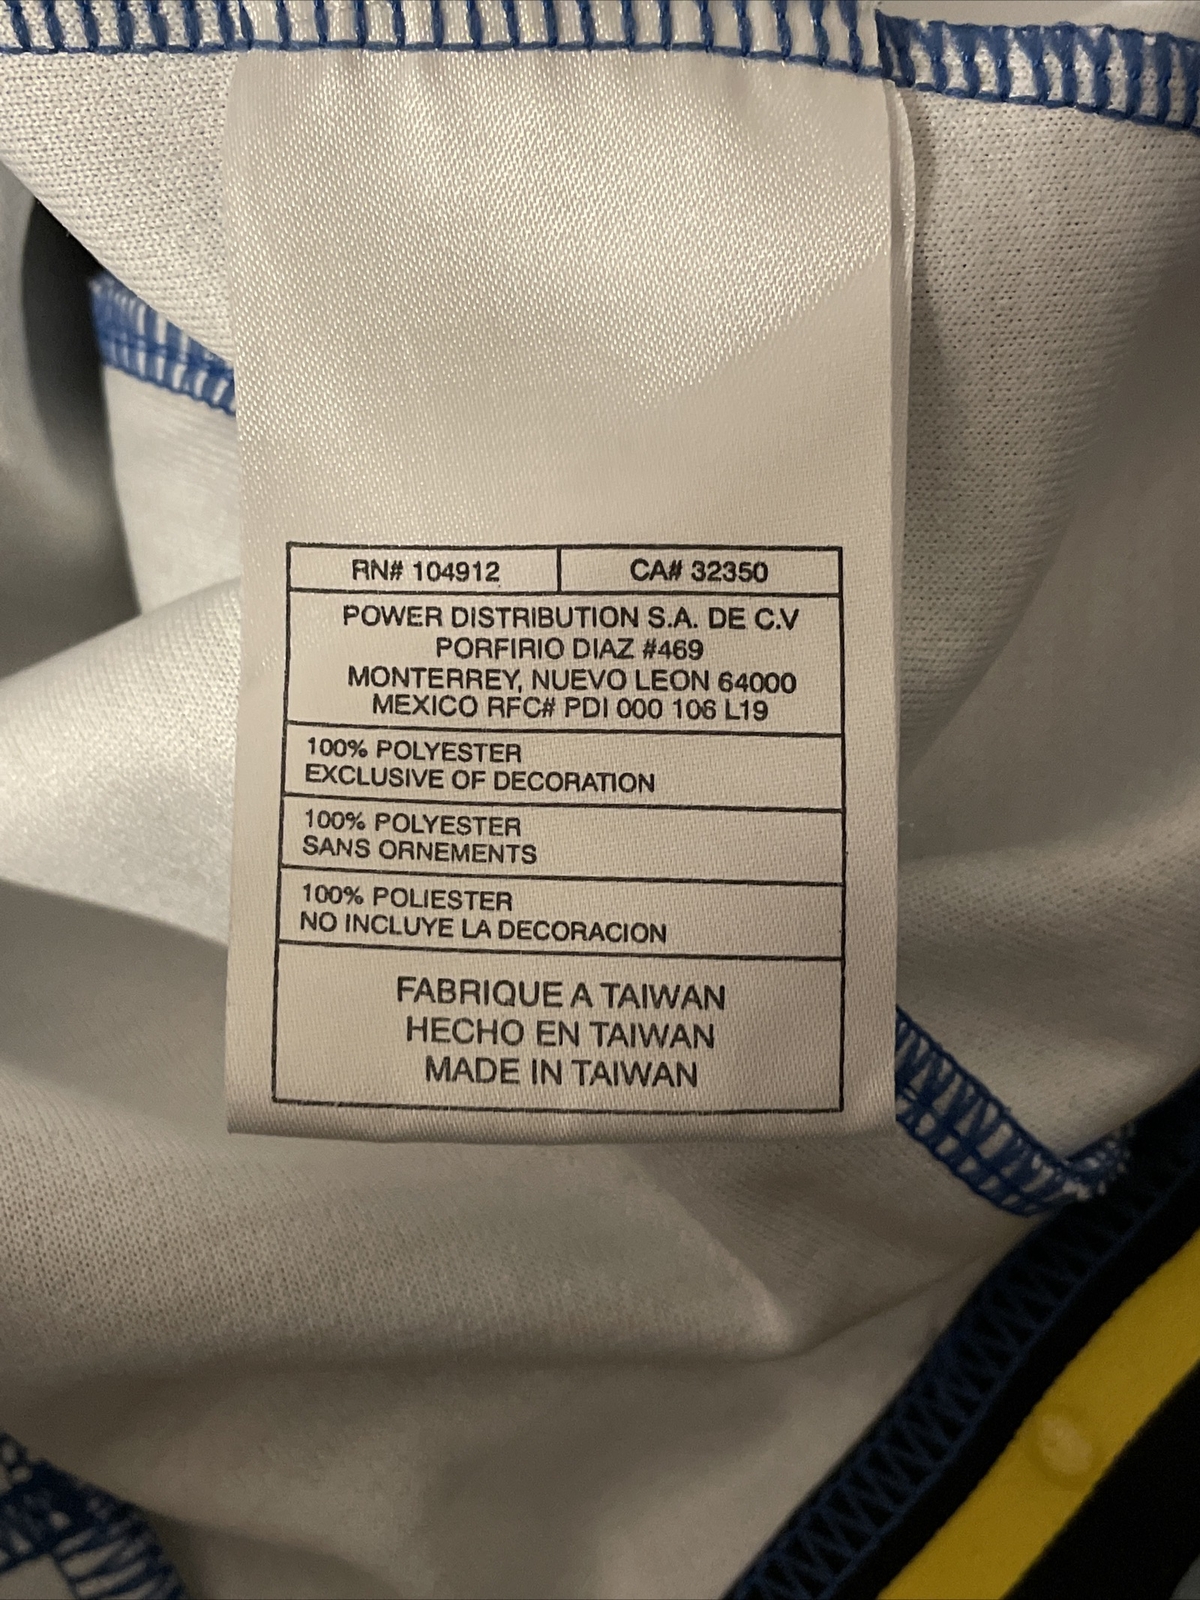 RN# 104912
CA# 32350
POWER DISTRIBUTION S.A. DE C.V
PORFIRIO DIAZ #469
MONTERREY, NUEVO LEON 64000
MEXICO RFC# PDI 000 106 L19
100% POLYESTER
EXCLUSIVE OF DECORATION
100% POLYESTER
SANS ORNEMENTS
100% POLIESTER
NO INCLUYE LA DECORACION
FABRIQUE A TAIWAN
HECHO EN TAIWAN
MADE IN TAIWAN